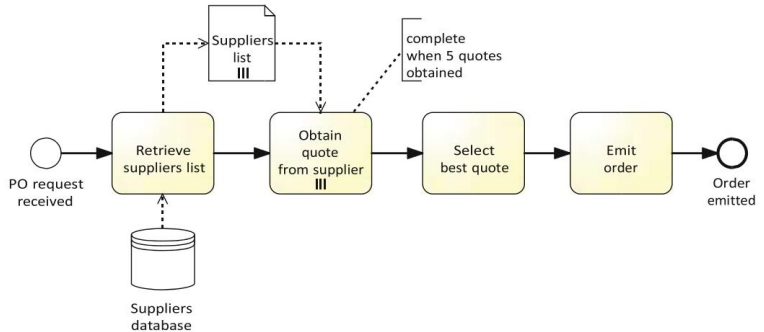 Suppliers
list
complete
when 5 quotes
obtained
PO request
received
Retrieve
suppliers list
Obtain
quote
from supplier
Select
best quote
Emit
order
Order
emitted
Suppliers
database